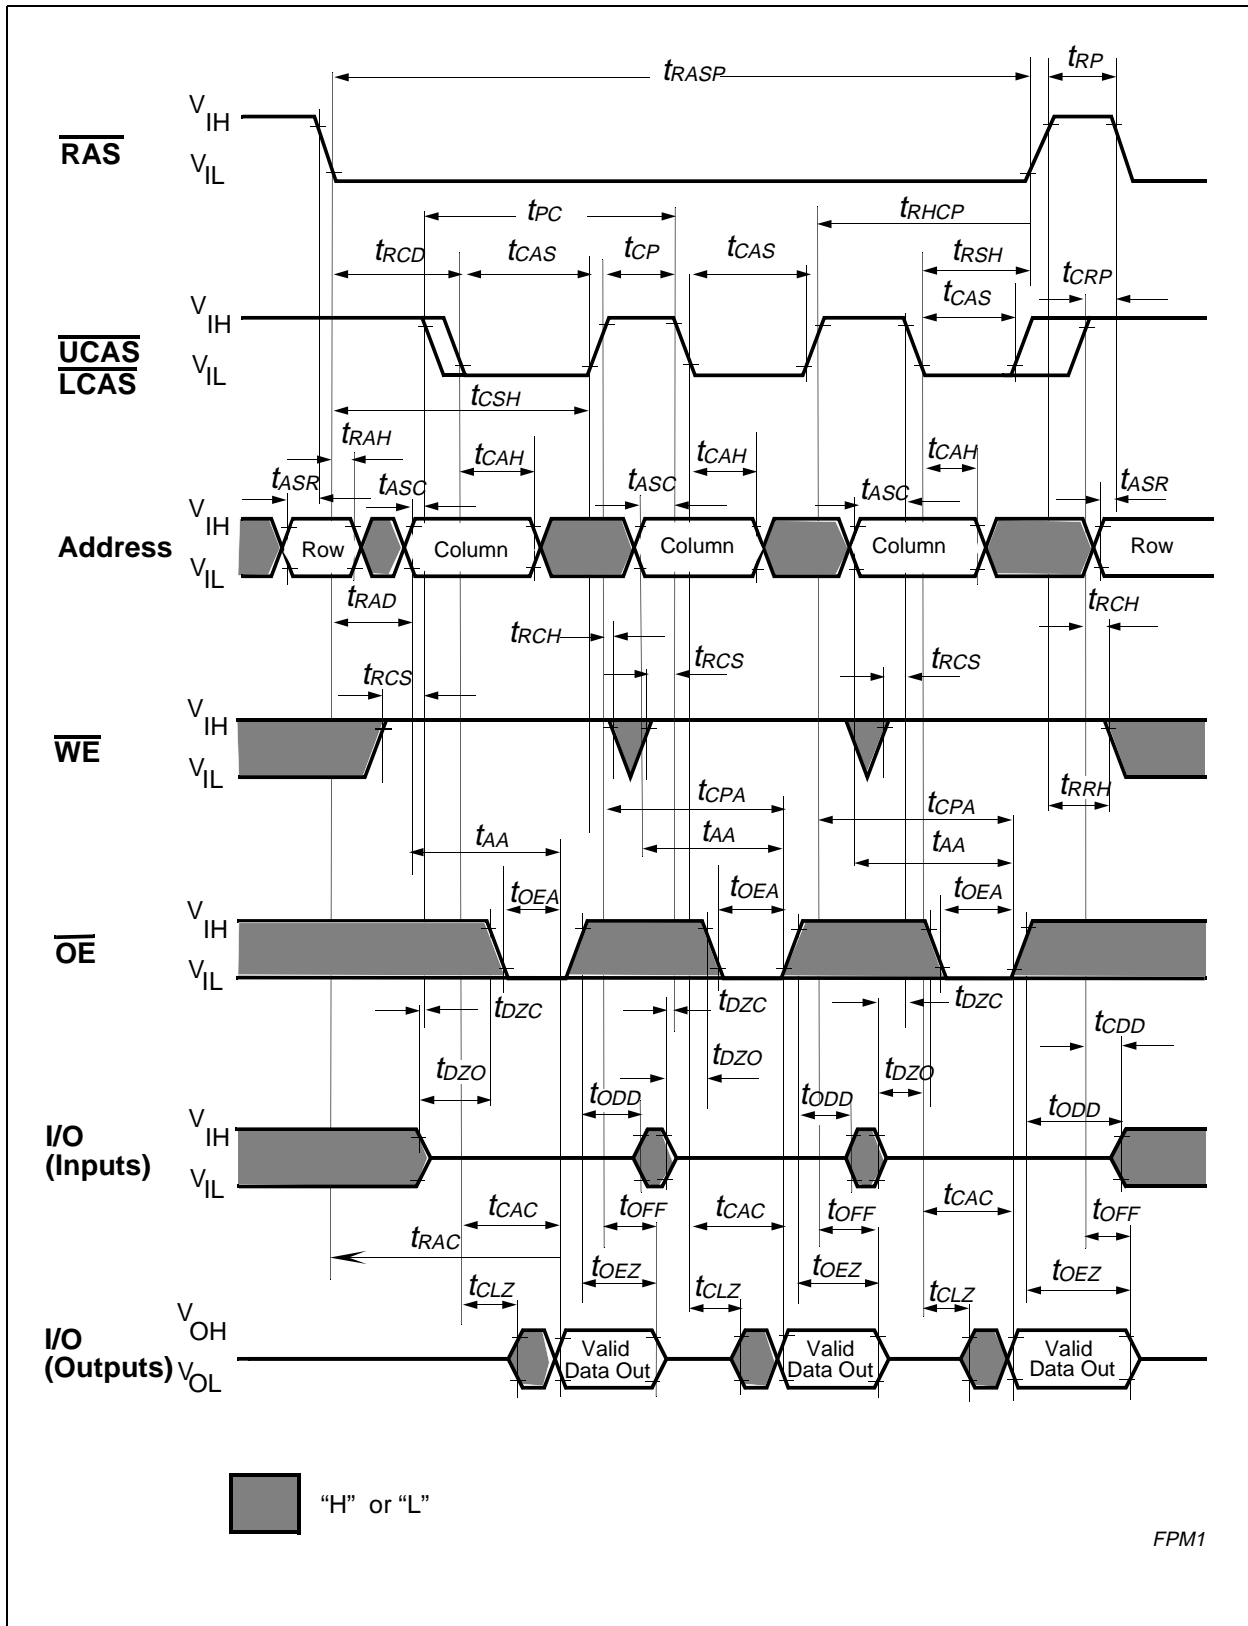 tRASP tRP
VIH
RAS
VIL
tPC tRHCP
tRCD tCAS tCP tCAS tRSH
tCRP
tCAS
VIH
UCAS
VIL
LCAS
tCSH
tRAH
tCAH tCAH tCAH
tASR tASC tASC tASC tASR
VIH
Address Row Column Column Column Row
VIL
tRAD tRCH
tRCH
tRCS tRCS
tRCS
VIH
WE
VIL
tCPA tCPA tRRH
tAA tAA tAA
tOEA tOEA tOEA
VIH
OE
VIL
tDZC tDZC tDZC
tCDD
tDZO tDZO tDZO
tODD tODD tODD
VIH
I/O
(Inputs)
VIL
tCAC tOFF tCAC tOFF tCAC tOFF
tRAC
tOEZ tOEZ tOEZ
tCLZ tCLZ tCLZ
VOH
I/O
(Outputs) VOL
Valid Valid Valid
Data Out Data Out Data Out
“H” or “L”
FPM1